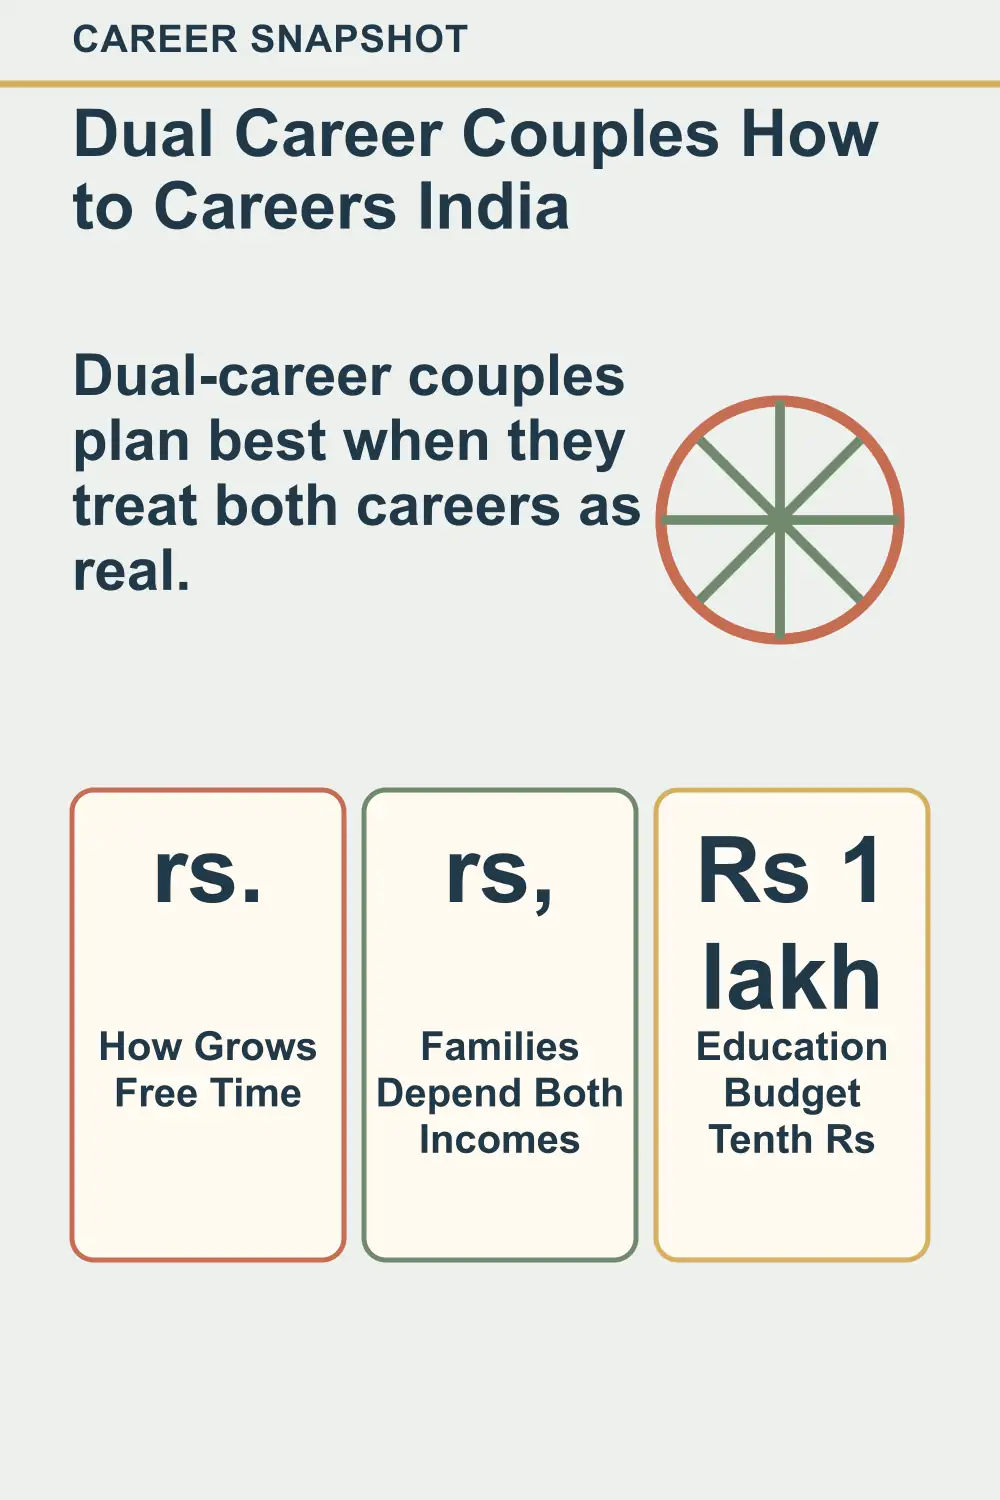 CAREER SNAPSHOT
Dual Career Couples How
to Careers India
Dual-career couples
plan best when they
treat both careers as
real.
rs.
How Grows
Free Time
rs,
Families
Depend Both
Incomes
Rs 1
lakh
Education
Budget
Tenth Rs